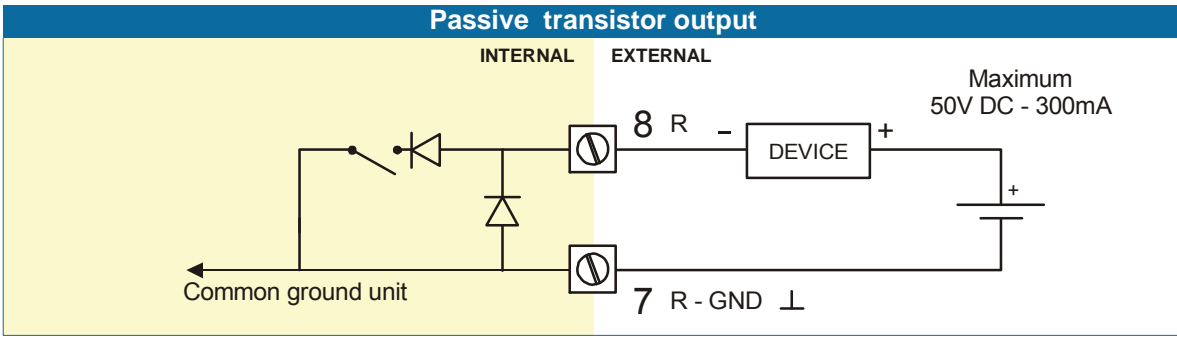 Passive transistor output
INTERNAL EXTERNAL
Maximum
50V DC - 300mA
8 R - DEVICE +
+
Common ground unit
7 R - GND ⊥